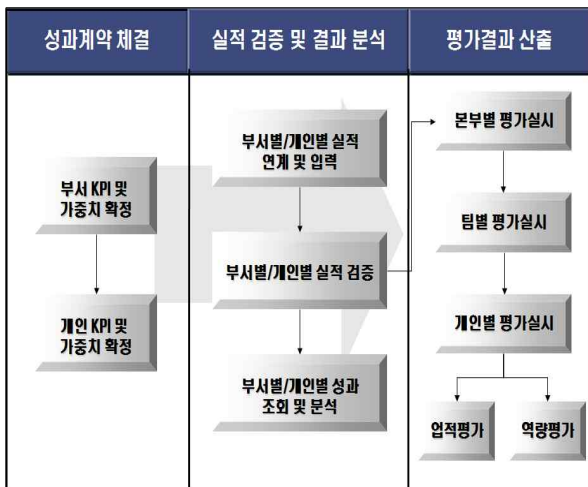 성과계약 체결
실적 검증 및 결과 분석
평가결과 산출
부서 KPI 및
가중치 확정
개인 KPI 및
가중치 확정
부서별/개인별 실적
연계 및 입력
부서별/개인별 실적 검증
부서별/개인별 성과
조회 및 분석
본부별 평가실시
팀별 평가실시
개인별 평가실시
업적평가
역량평가